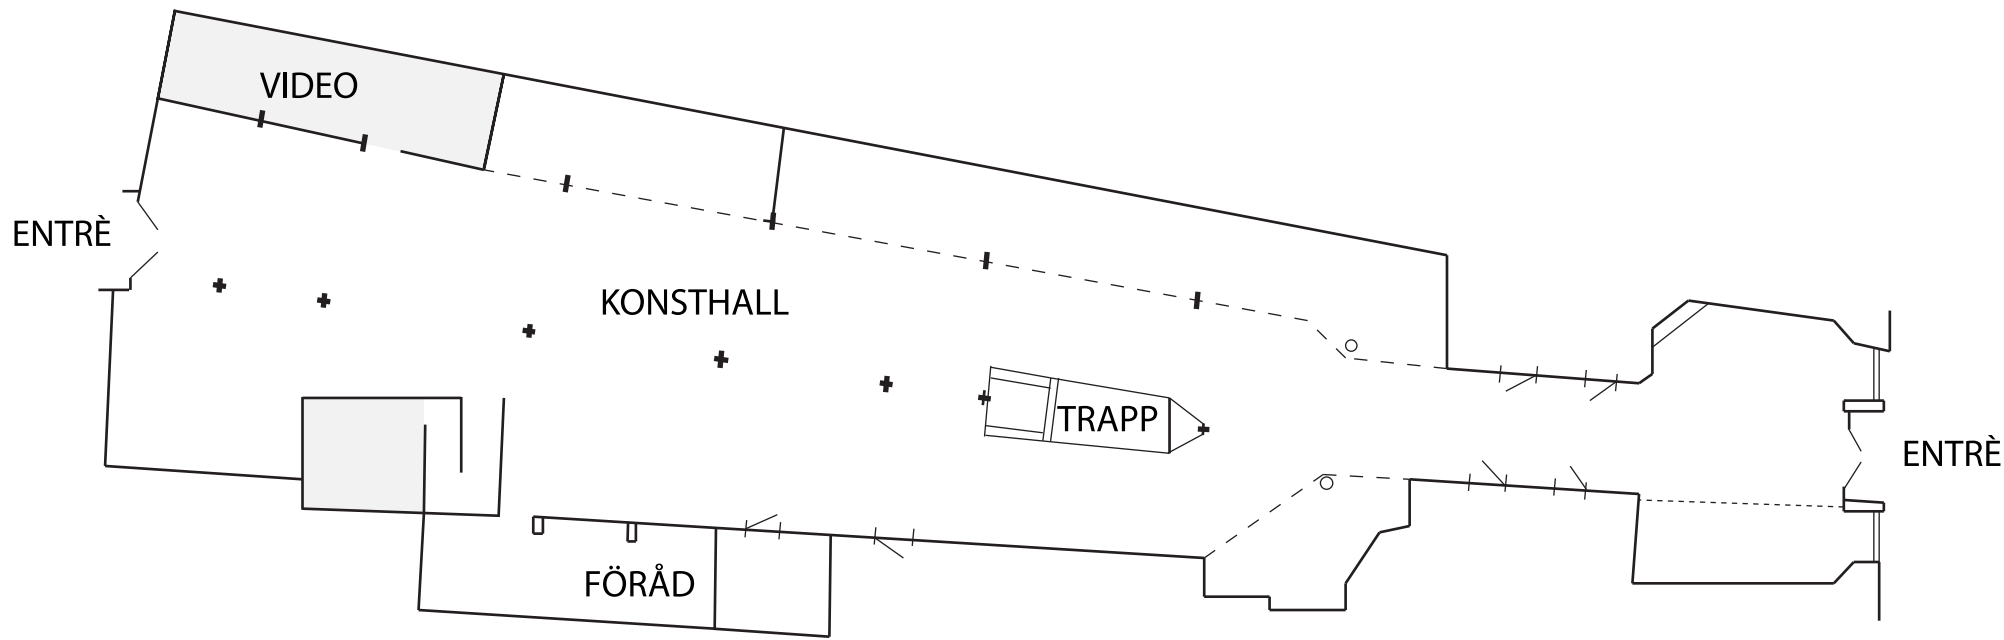 VIDEO
ENTRÈ
KONSTHALL
TRAPP
ENTRÈ
FÖRÅD